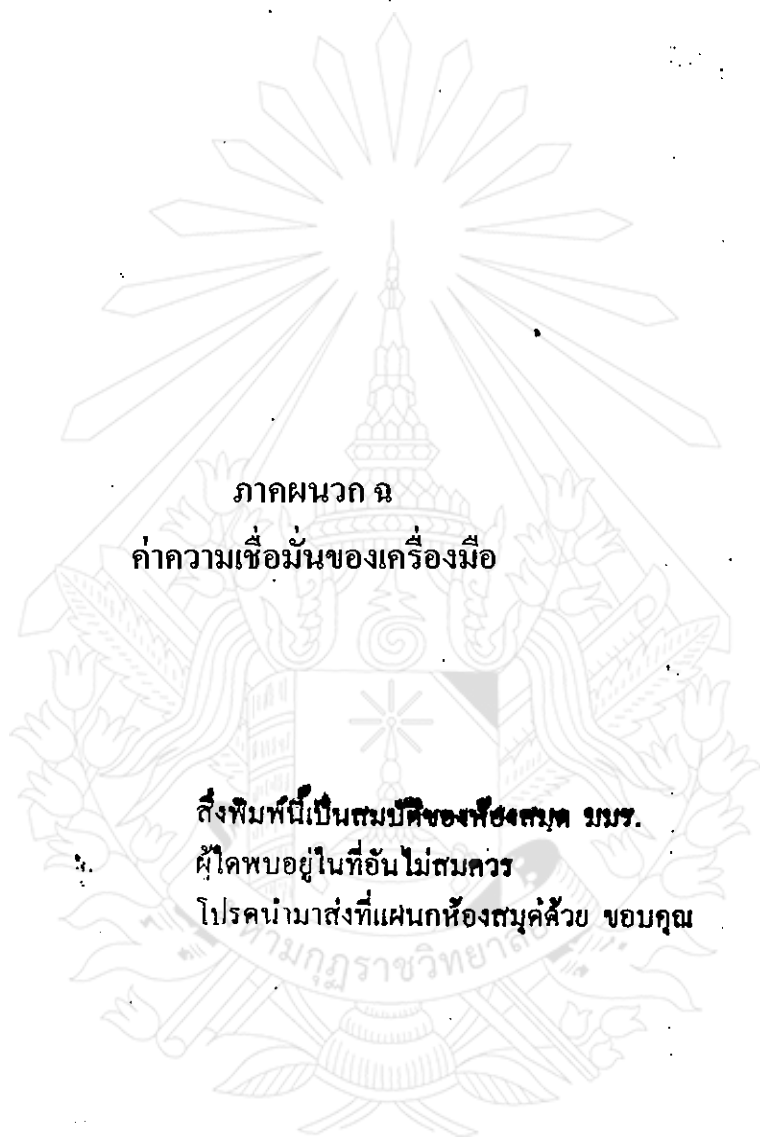 ภาคผนวก ฉ
ค่าความเชื่อมั่นของเครื่องมือ
สิ่งพิมพ์นี้เป็นสมบัติของห้องสมุด มมร.
ผู้ใดพบอยู่ในที่อันไม่สมควร
โปรดนำมาส่งที่แผนกห้องสมุดด้วย ขอบคุณ